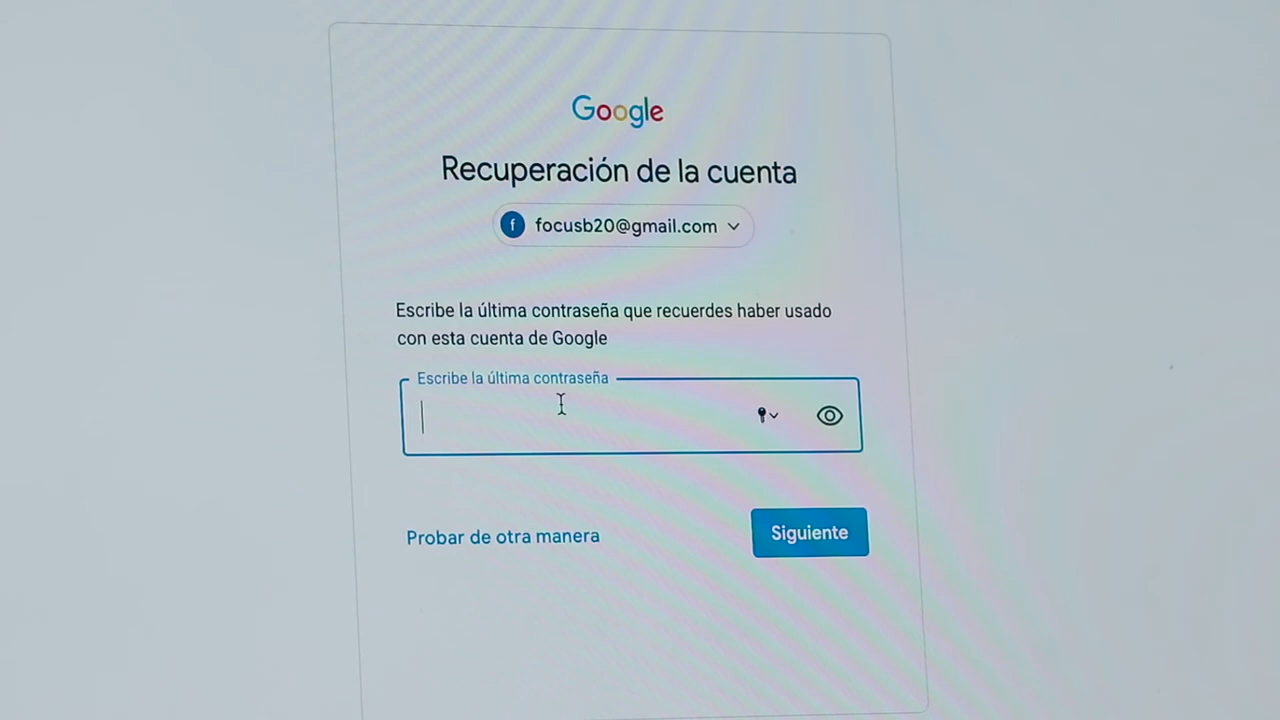 Google
Recuperación de la cuenta
f focusb20@gmail.com
Escribe la última contraseña que recuerdes haber usado
con esta cuenta de Google
Escribe la última contraseña
Probar de otra manera
Siguiente